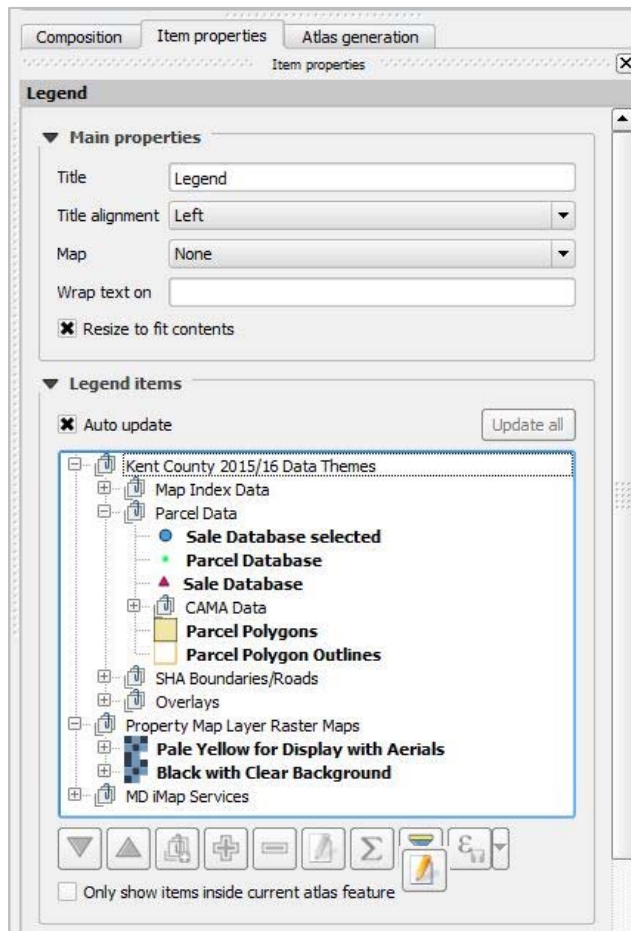 Composition Item properties Atlas generation
Item properties
Legend
Main properties
Title Legend
Title alignment Left
Map None
Wrap text on
Resize to fit contents
Legend items
Auto update Update all
Kent County 2015/16 Data Themes
Map Index Data
Parcel Data
Sale Database selected
Parcel Database
Sale Database
CAMA Data
Parcel Polygons
Parcel Polygon Outlines
SHA Boundaries/Roads
Overlays
Property Map Layer Raster Maps
Pale Yellow for Display with Aerials
Black with Clear Background
MD iMap Services
Σ ε
Only show items inside current atlas feature